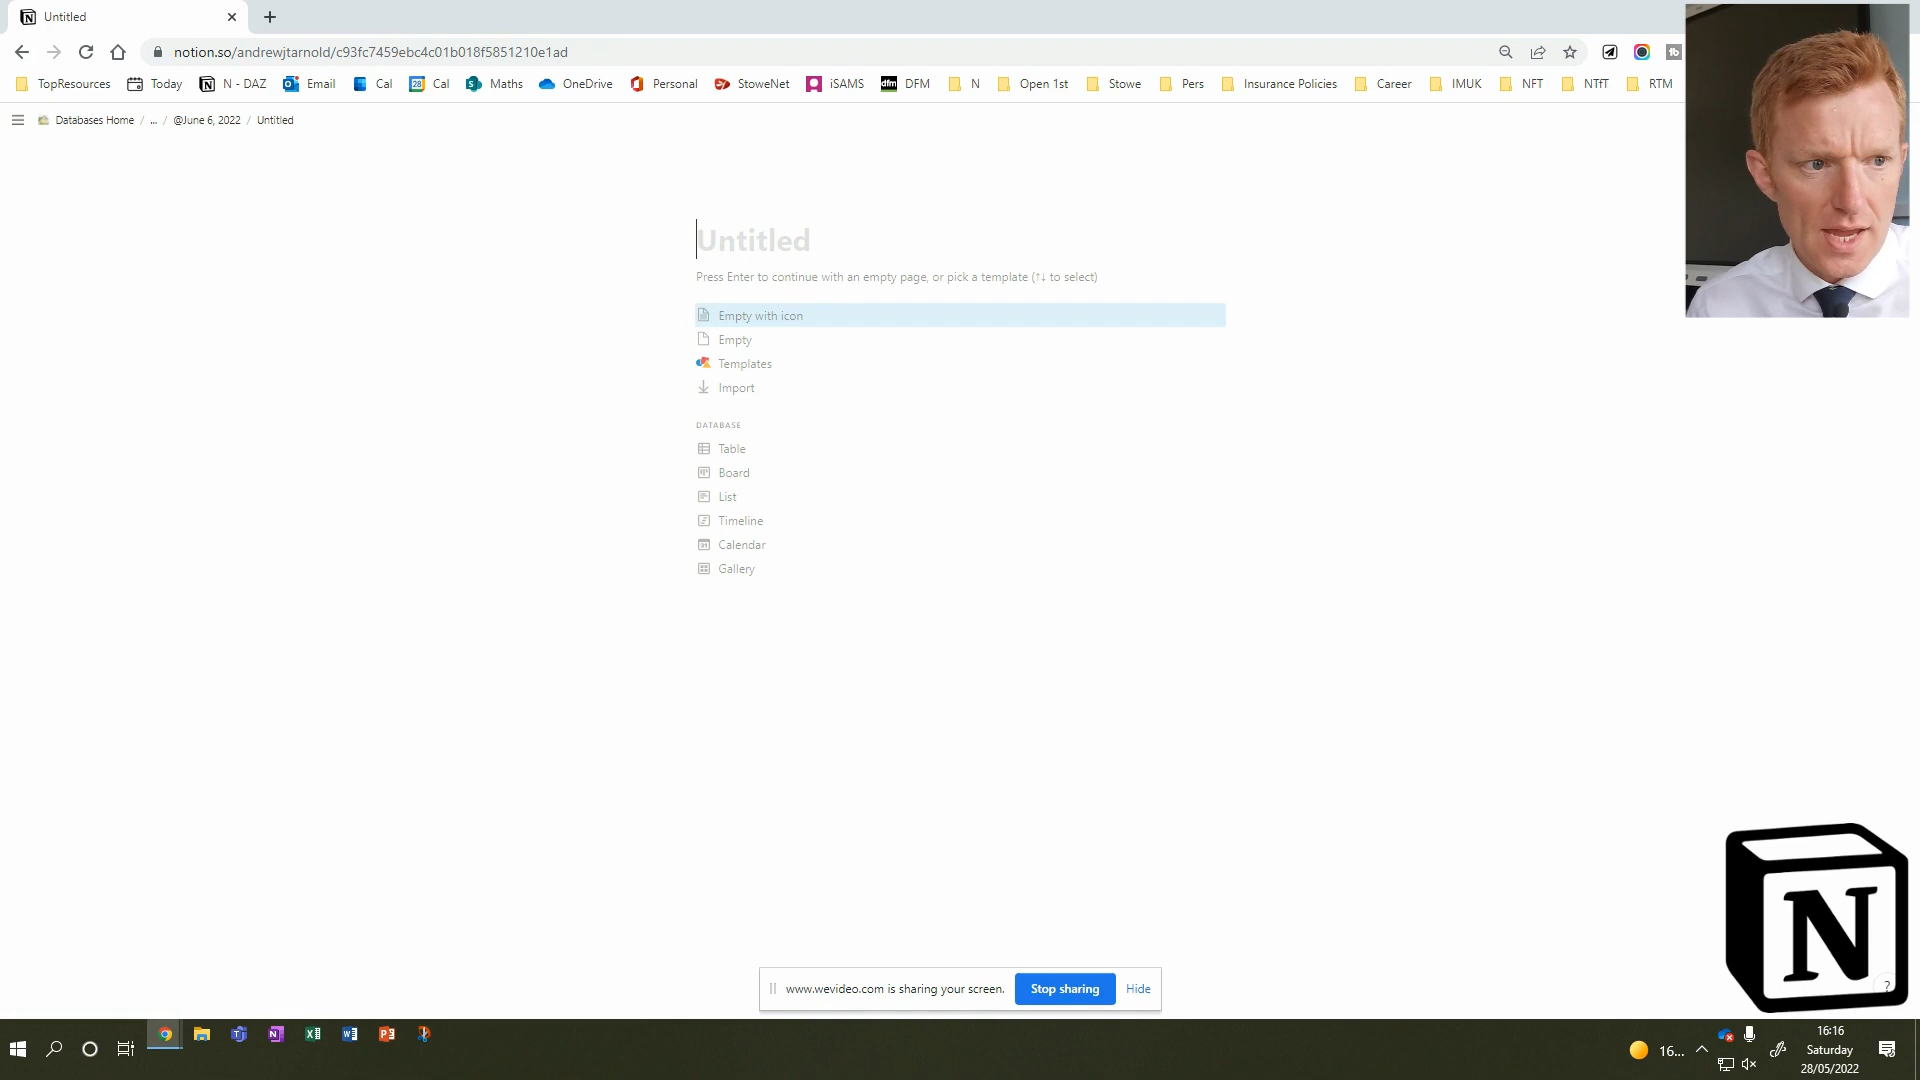 Untitled
notion.so/andrewjtarnold/c93fc7459ebc4c01b018f5851210e1ad
TopResources Today N - DAZ Email Cal 28 Cal Maths OneDrive Personal StoweNet iSAMS dfm DFM N Open 1st Stowe Pers Insurance Policies Career IMUK NFT NTfT RTM
Databases Home / ... / @June 6, 2022 / Untitled
Untitled
Press Enter to continue with an empty page, or pick a template (↑↓ to select)
Empty with icon
Empty
Templates
Import
DATABASE
Table
Board
List
Timeline
Calendar
Gallery
N
?
www.wevideo.com is sharing your screen. Stop sharing Hide
16...
16:16
Saturday
28/05/2022